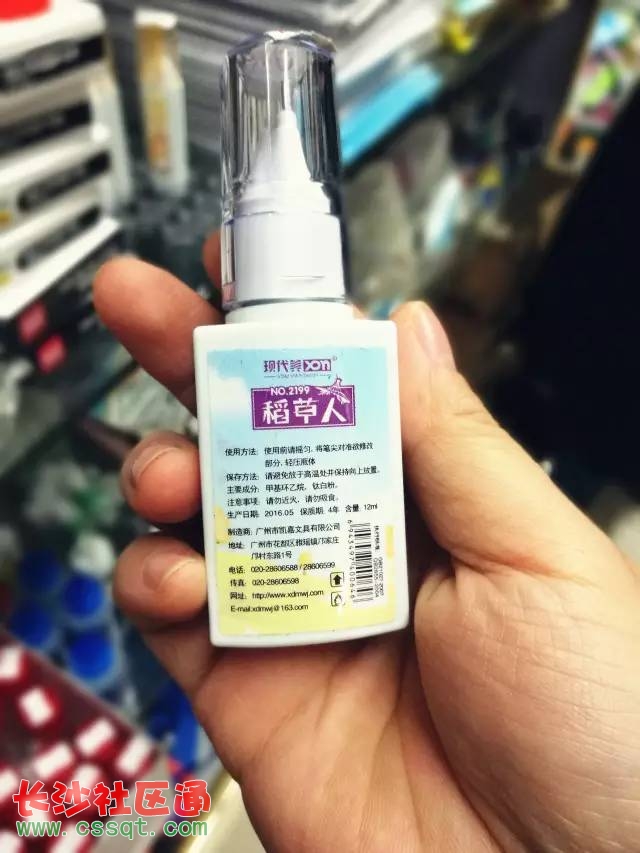 现代美 xdm®
NO.2199
稻草人
使用方法: 使用前请摇匀, 将笔尖对准欲修改
部分, 轻压瓶体
保存方法: 请避免放于高温处并保持向上放置。
主要成分: 甲基环乙烷、钛白粉。
注意事项: 请勿近火, 请勿吸食。
生产日期: 2016.05 保质期: 4年 含量: 12ml
制造商: 广州市凯嘉文具有限公司
地址: 广州市花都区雅瑶镇邝家庄
邝村东路1号
电话: 020-28606588 / 28606599
传真: 020-28606598
网址: http://www.xdmwj.com
E-mail:xdmwj@163.com
长沙社区通
www.cssqt.com